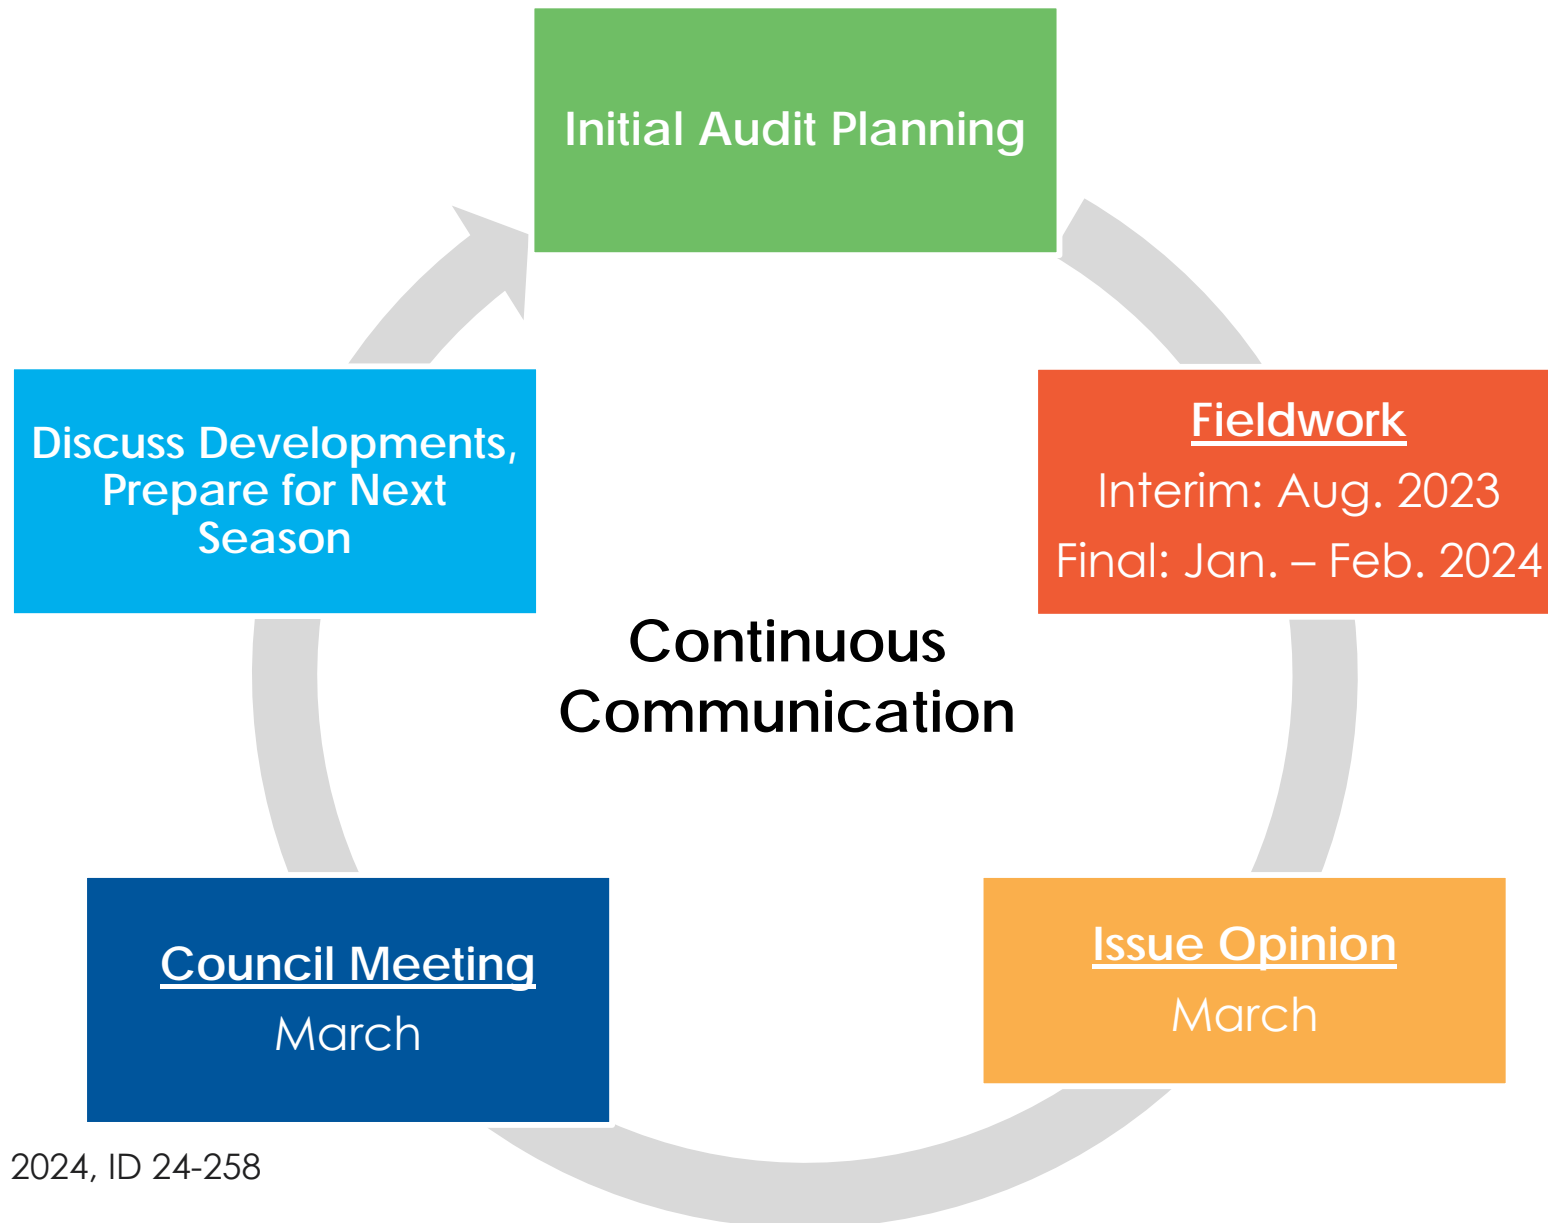 Initial Audit Planning
Fieldwork
Interim: Aug. 2023
Final: Jan. – Feb. 2024
Issue Opinion
March
Council Meeting
March
Discuss Developments,
Prepare for Next
Season
Continuous
Communication
2024, ID 24-258